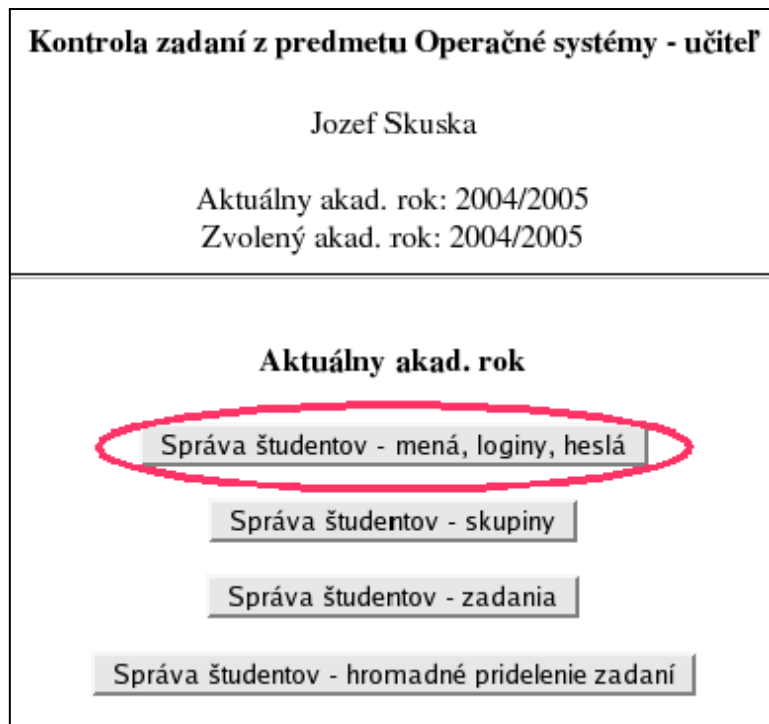 Kontrola zadaní z predmetu Operačné systémy - učiteľ
Jozef Skuska
Aktuálny akad. rok: 2004/2005
Zvolený akad. rok: 2004/2005
Aktuálny akad. rok
Správa študentov - mená, loginy, heslá
Správa študentov - skupiny
Správa študentov - zadania
Správa študentov - hromadné pridelenie zadaní